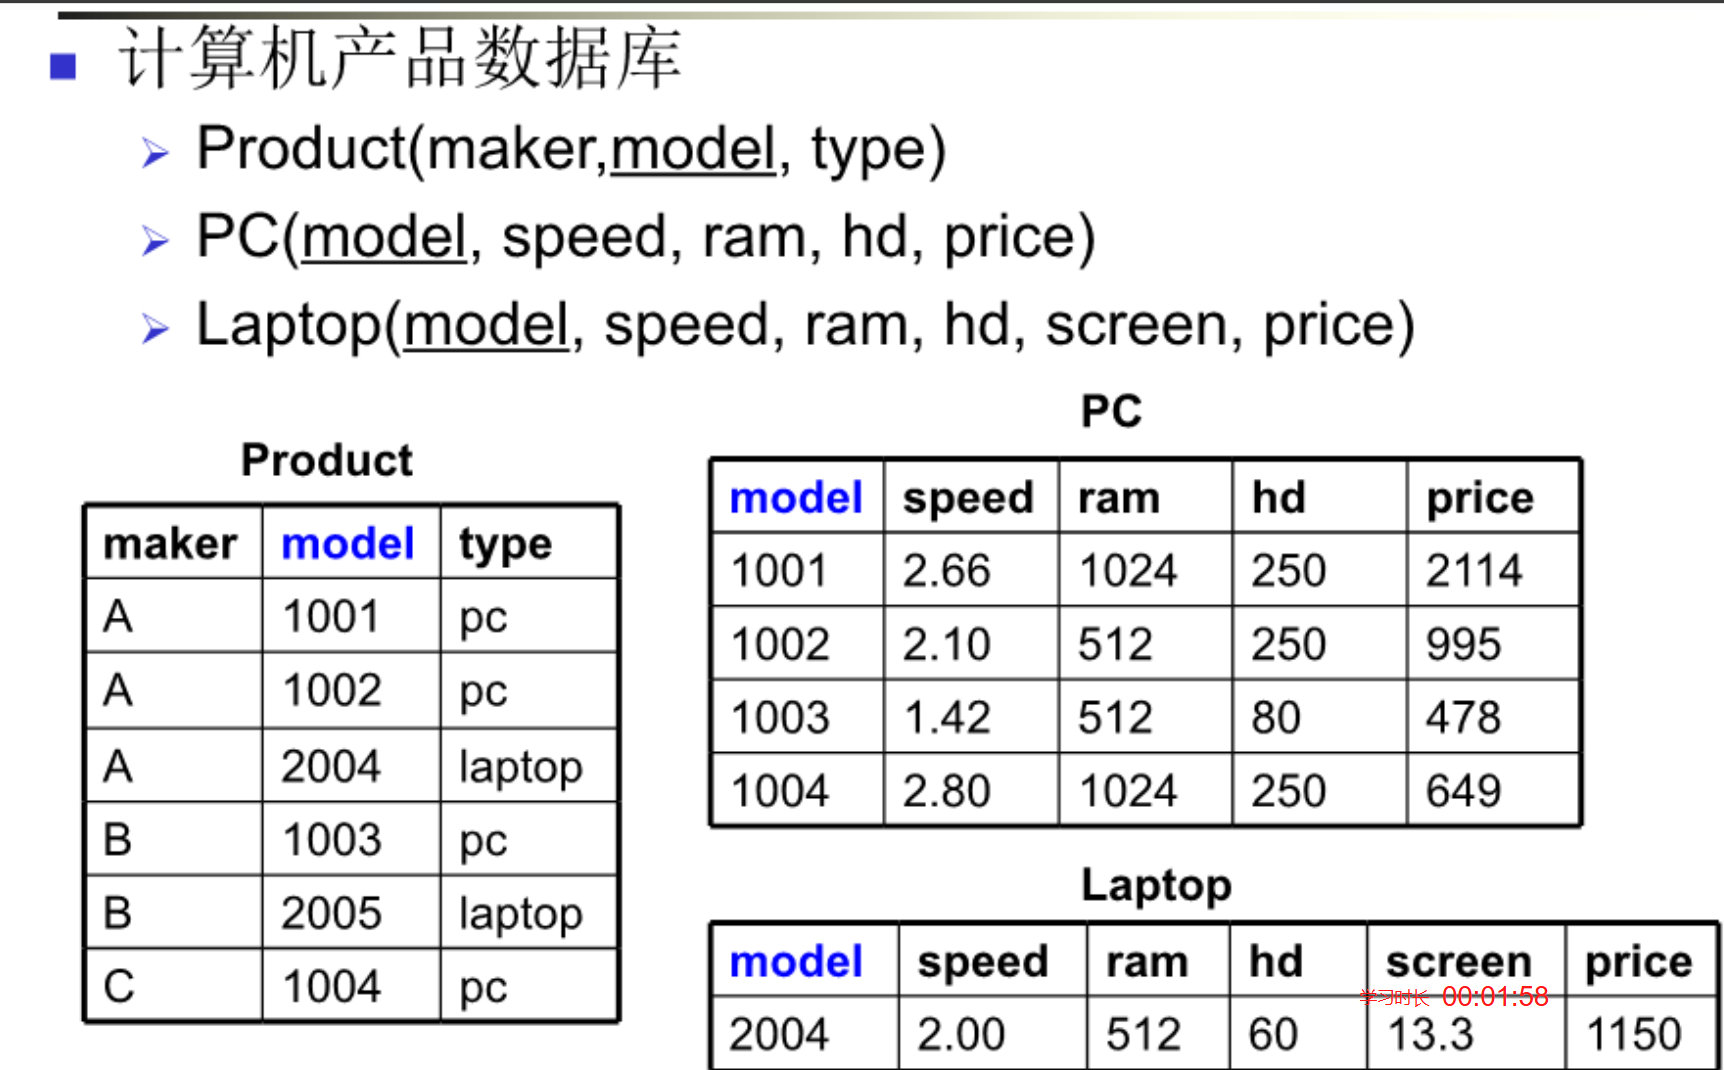 计算机产品数据库
Product(maker,model, type)
PC(model, speed, ram, hd, price)
Laptop(model, speed, ram, hd, screen, price)
Product
maker model type
A 1001 pc
A 1002 pc
A 2004 laptop
B 1003 pc
B 2005 laptop
C 1004 pc
PC
model speed ram hd price
1001 2.66 1024 250 2114
1002 2.10 512 250 995
1003 1.42 512 80 478
1004 2.80 1024 250 649
Laptop
model speed ram hd screen price
学习时长 00:01:58
2004 2.00 512 60 13.3 1150